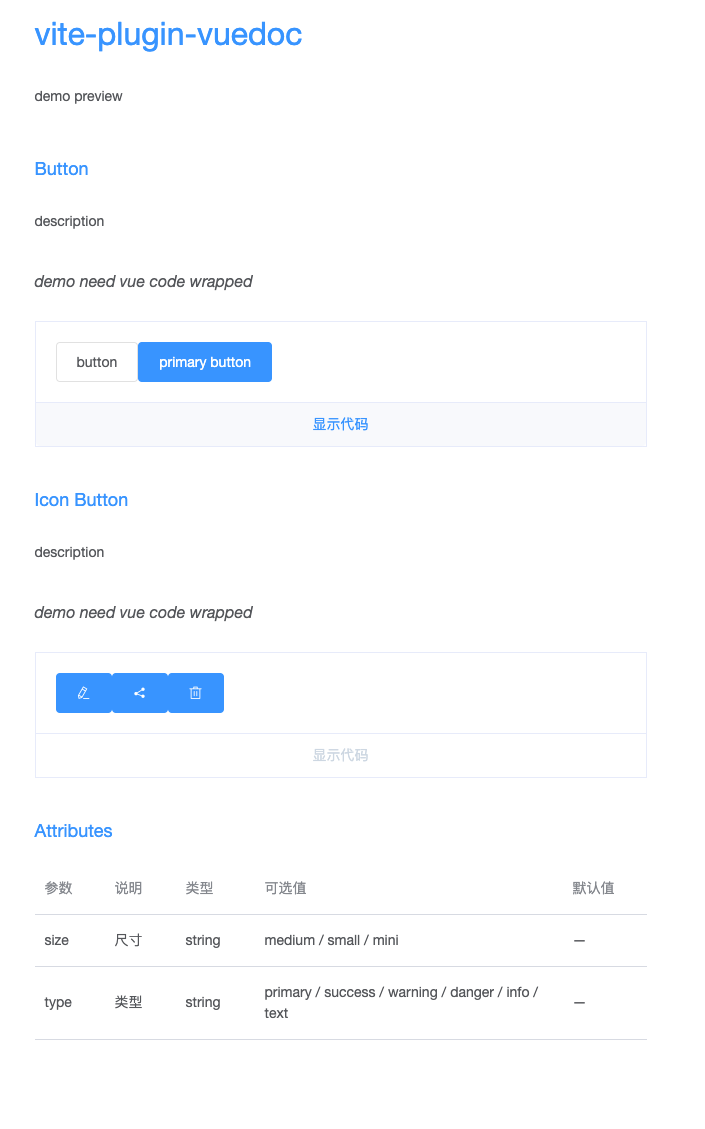 vite-plugin-vuedoc
demo preview
Button
description
demo need vue code wrapped
button primary button
显示代码
Icon Button
description
demo need vue code wrapped
显示代码
Attributes
参数 说明 类型 可选值 默认值
size 尺寸 string medium / small / mini —
type 类型 string primary / success / warning / danger / info /
text —